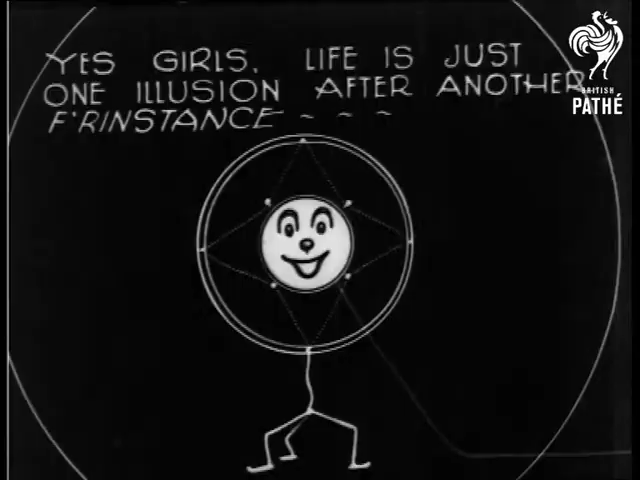 YES GIRLS, LIFE IS JUST
ONE ILLUSION AFTER ANOTHER
F'RINSTANCE ~ ~ ~
BRITISH
PATHÉ